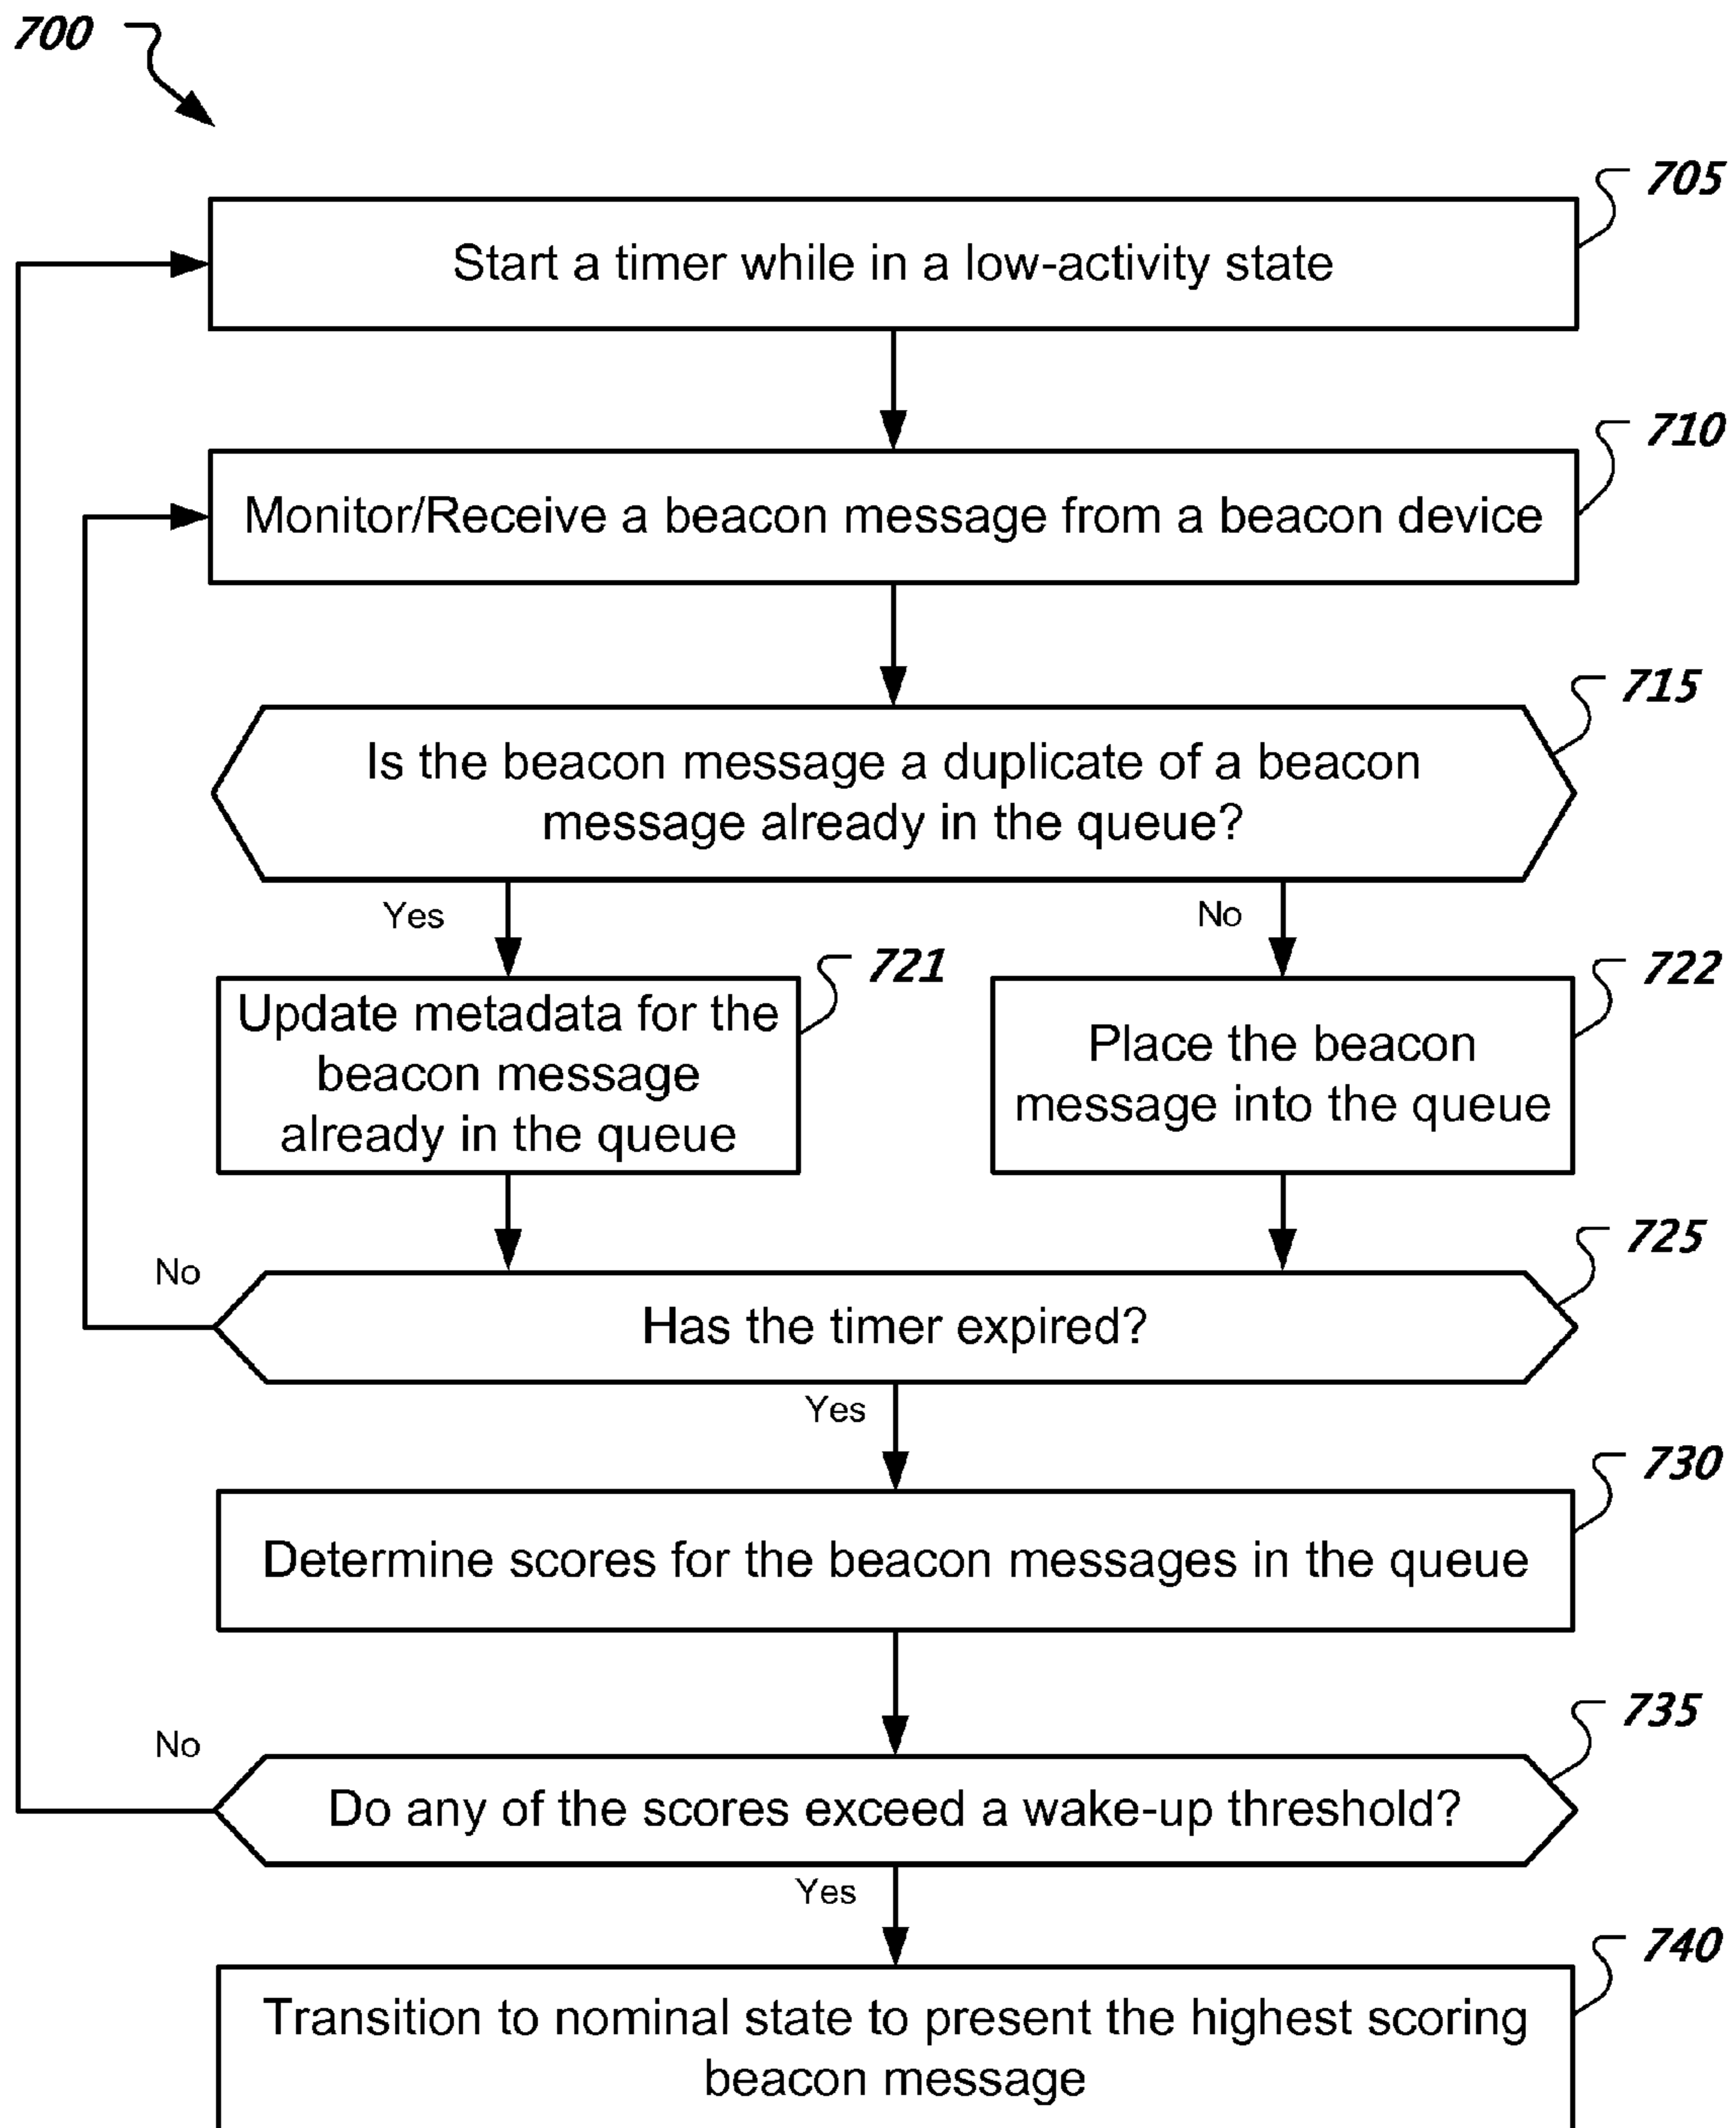 700
705
Start a timer while in a low-activity state
710
Monitor/Receive a beacon message from a beacon device
715
Is the beacon message a duplicate of a beacon
message already in the queue?
Yes
No
721
722
Update metadata for the
beacon message
already in the queue
Place the beacon
message into the queue
725
No
Has the timer expired?
Yes
730
Determine scores for the beacon messages in the queue
735
No
Do any of the scores exceed a wake-up threshold?
Yes
740
Transition to nominal state to present the highest scoring
beacon message